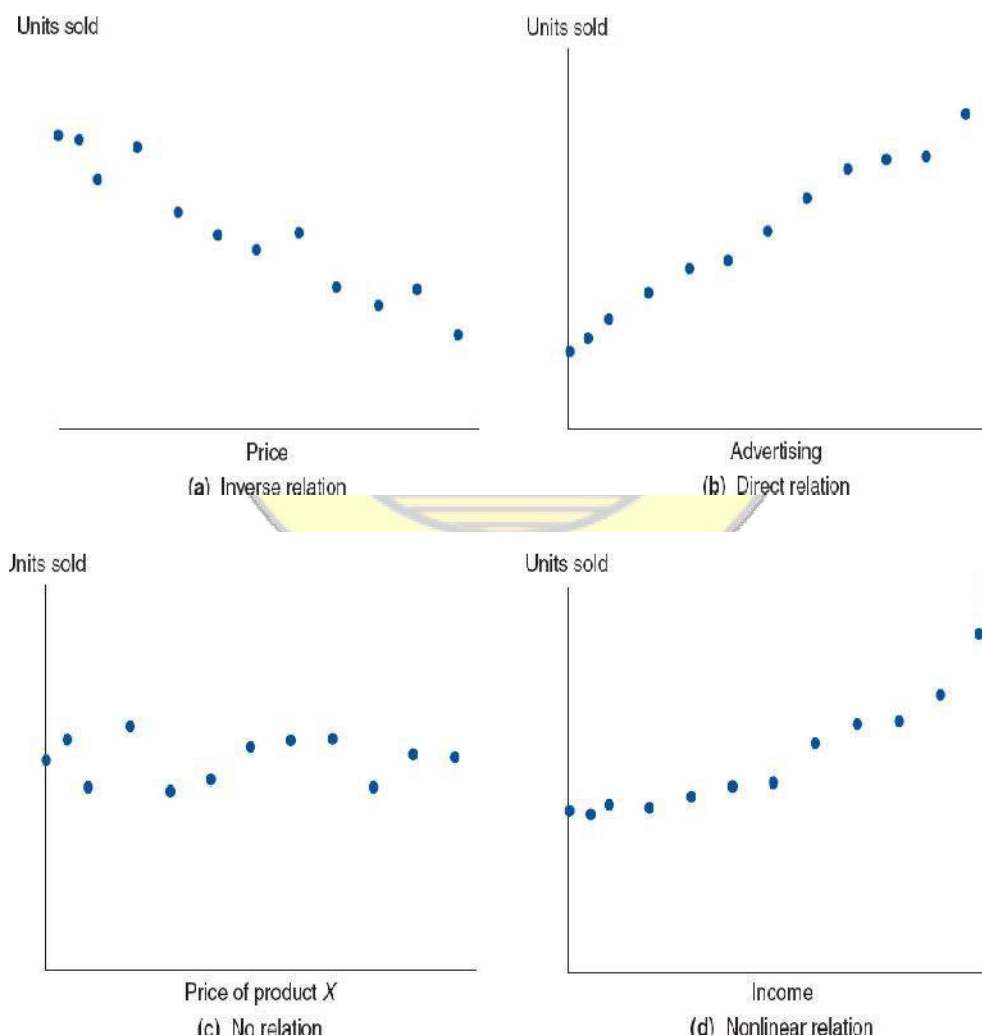 Units sold
Price
(a) Inverse relation
Units sold
Advertising
(b) Direct relation
Units sold
Price of product X
(c) No relation
Units sold
Income
(d) Nonlinear relation